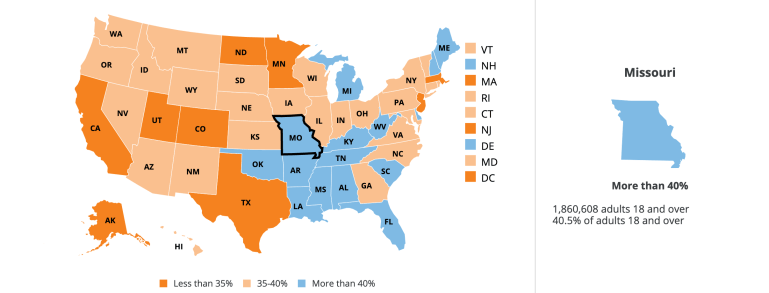 WA
ME
MT
ND
VT
OR
MN
NH
ID
SD
WI
NY
MA
WY
MI
RI
IA
PA
NE
CT
NV
IL
IN
OH
NJ
UT
CO
CA
KS
MO
WV
VA
DE
KY
MD
NC
TN
AZ
NM
OK
AR
SC
DC
MS
AL
GA
TX
LA
AK
FL
HI
Less than 35%
35-40%
More than 40%
Missouri
More than 40%
1,860,608 adults 18 and over
40.5% of adults 18 and over